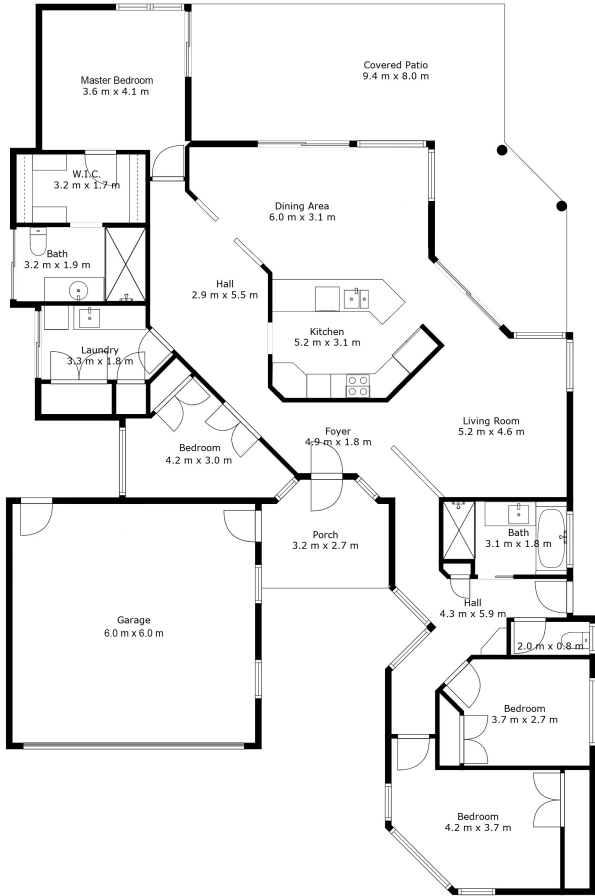 Master Bedroom
3.6 m x 4.1 m
Covered Patio
9.4 m x 8.0 m
W.I.C.
3.2 m x 1.7 m
Dining Area
6.0 m x 3.1 m
Bath
3.2 m x 1.9 m
Hall
2.9 m x 5.5 m
Kitchen
5.2 m x 3.1 m
Laundry
3.3 m x 1.8 m
Living Room
5.2 m x 4.6 m
Foyer
4.9 m x 1.8 m
Bedroom
4.2 m x 3.0 m
Porch
3.2 m x 2.7 m
Bath
3.1 m x 1.8 m
Hall
4.3 m x 5.9 m
Garage
6.0 m x 6.0 m
2.0 m x 0.8 m
Bedroom
3.7 m x 2.7 m
Bedroom
4.2 m x 3.7 m